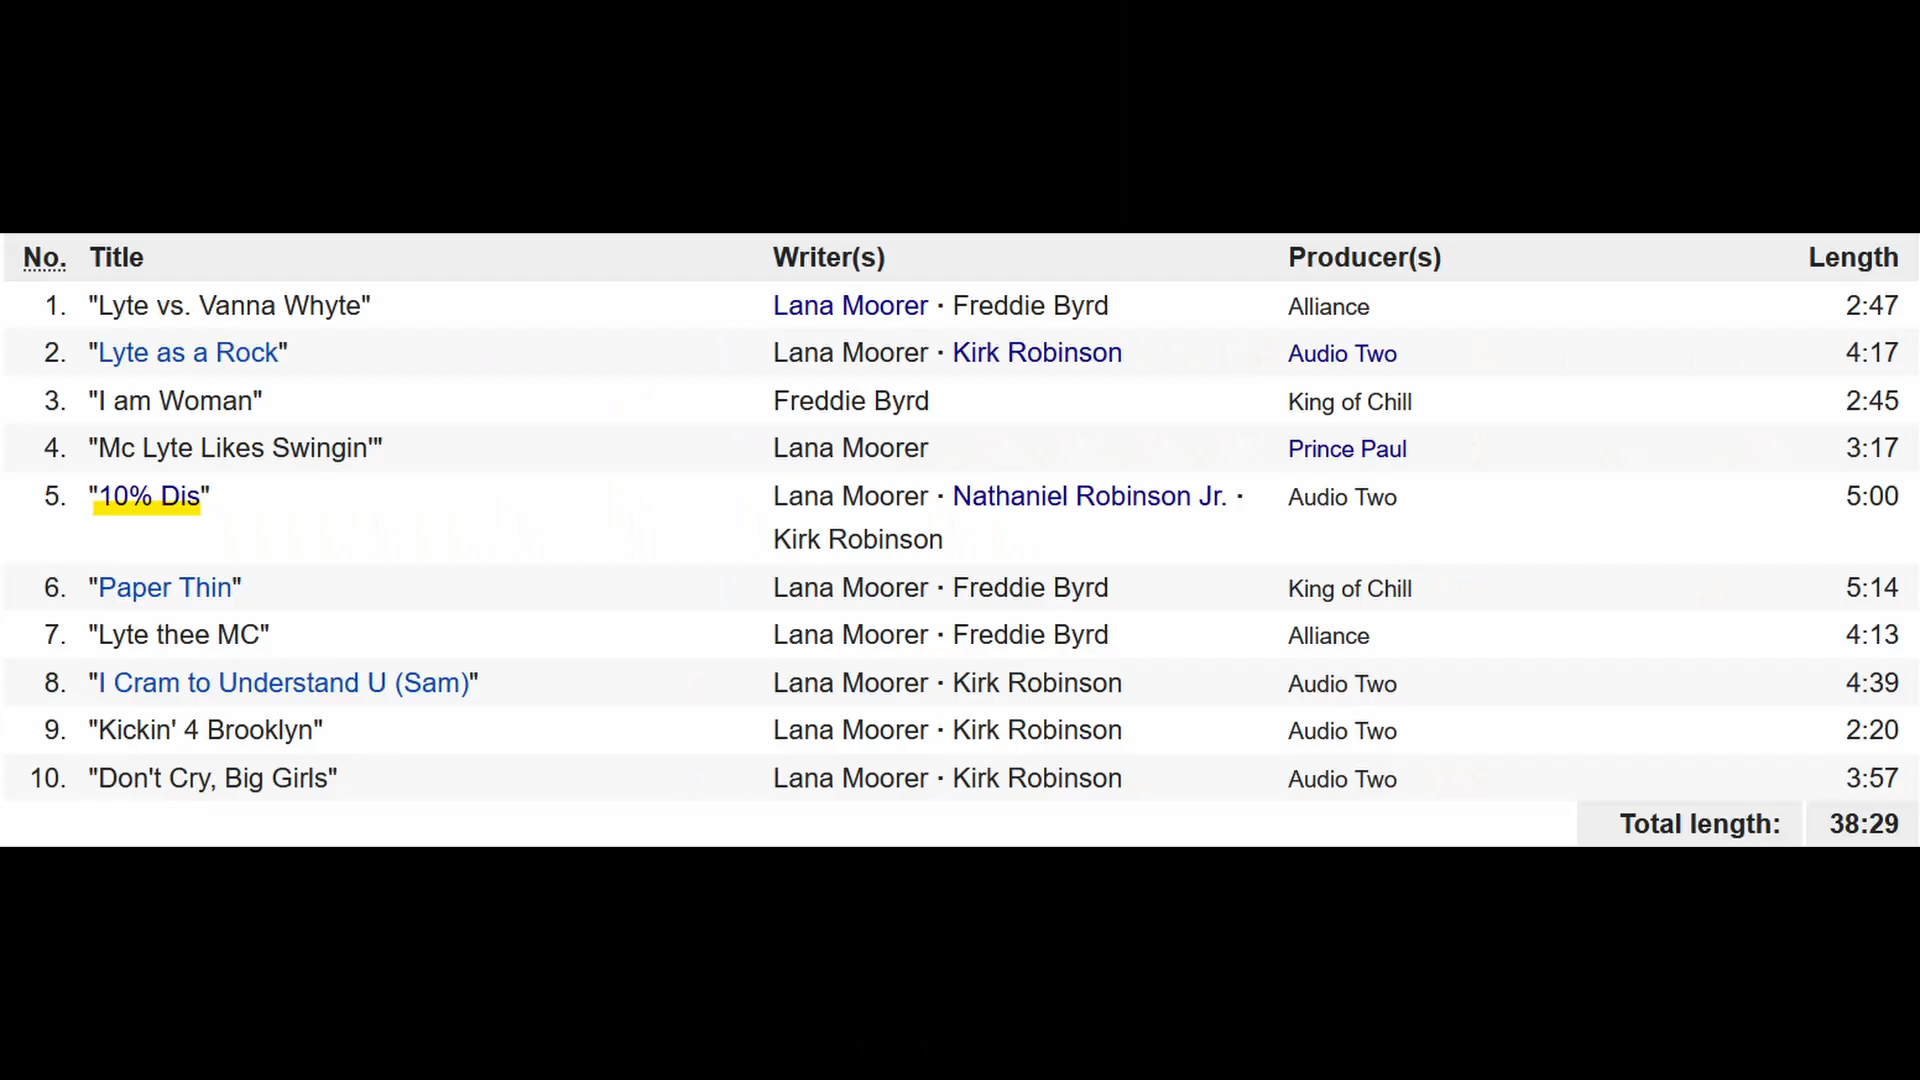 No. Title Writer(s) Producer(s) Length
1. "Lyte vs. Vanna Whyte" Lana Moorer · Freddie Byrd Alliance 2:47
2. "Lyte as a Rock" Lana Moorer · Kirk Robinson Audio Two 4:17
3. "I am Woman" Freddie Byrd King of Chill 2:45
4. "Mc Lyte Likes Swingin'" Lana Moorer Prince Paul 3:17
5. "10% Dis" Lana Moorer · Nathaniel Robinson Jr. · Audio Two 5:00
Kirk Robinson
6. "Paper Thin" Lana Moorer · Freddie Byrd King of Chill 5:14
7. "Lyte thee MC" Lana Moorer · Freddie Byrd Alliance 4:13
8. "I Cram to Understand U (Sam)" Lana Moorer · Kirk Robinson Audio Two 4:39
9. "Kickin' 4 Brooklyn" Lana Moorer · Kirk Robinson Audio Two 2:20
10. "Don't Cry, Big Girls" Lana Moorer · Kirk Robinson Audio Two 3:57
Total length: 38:29